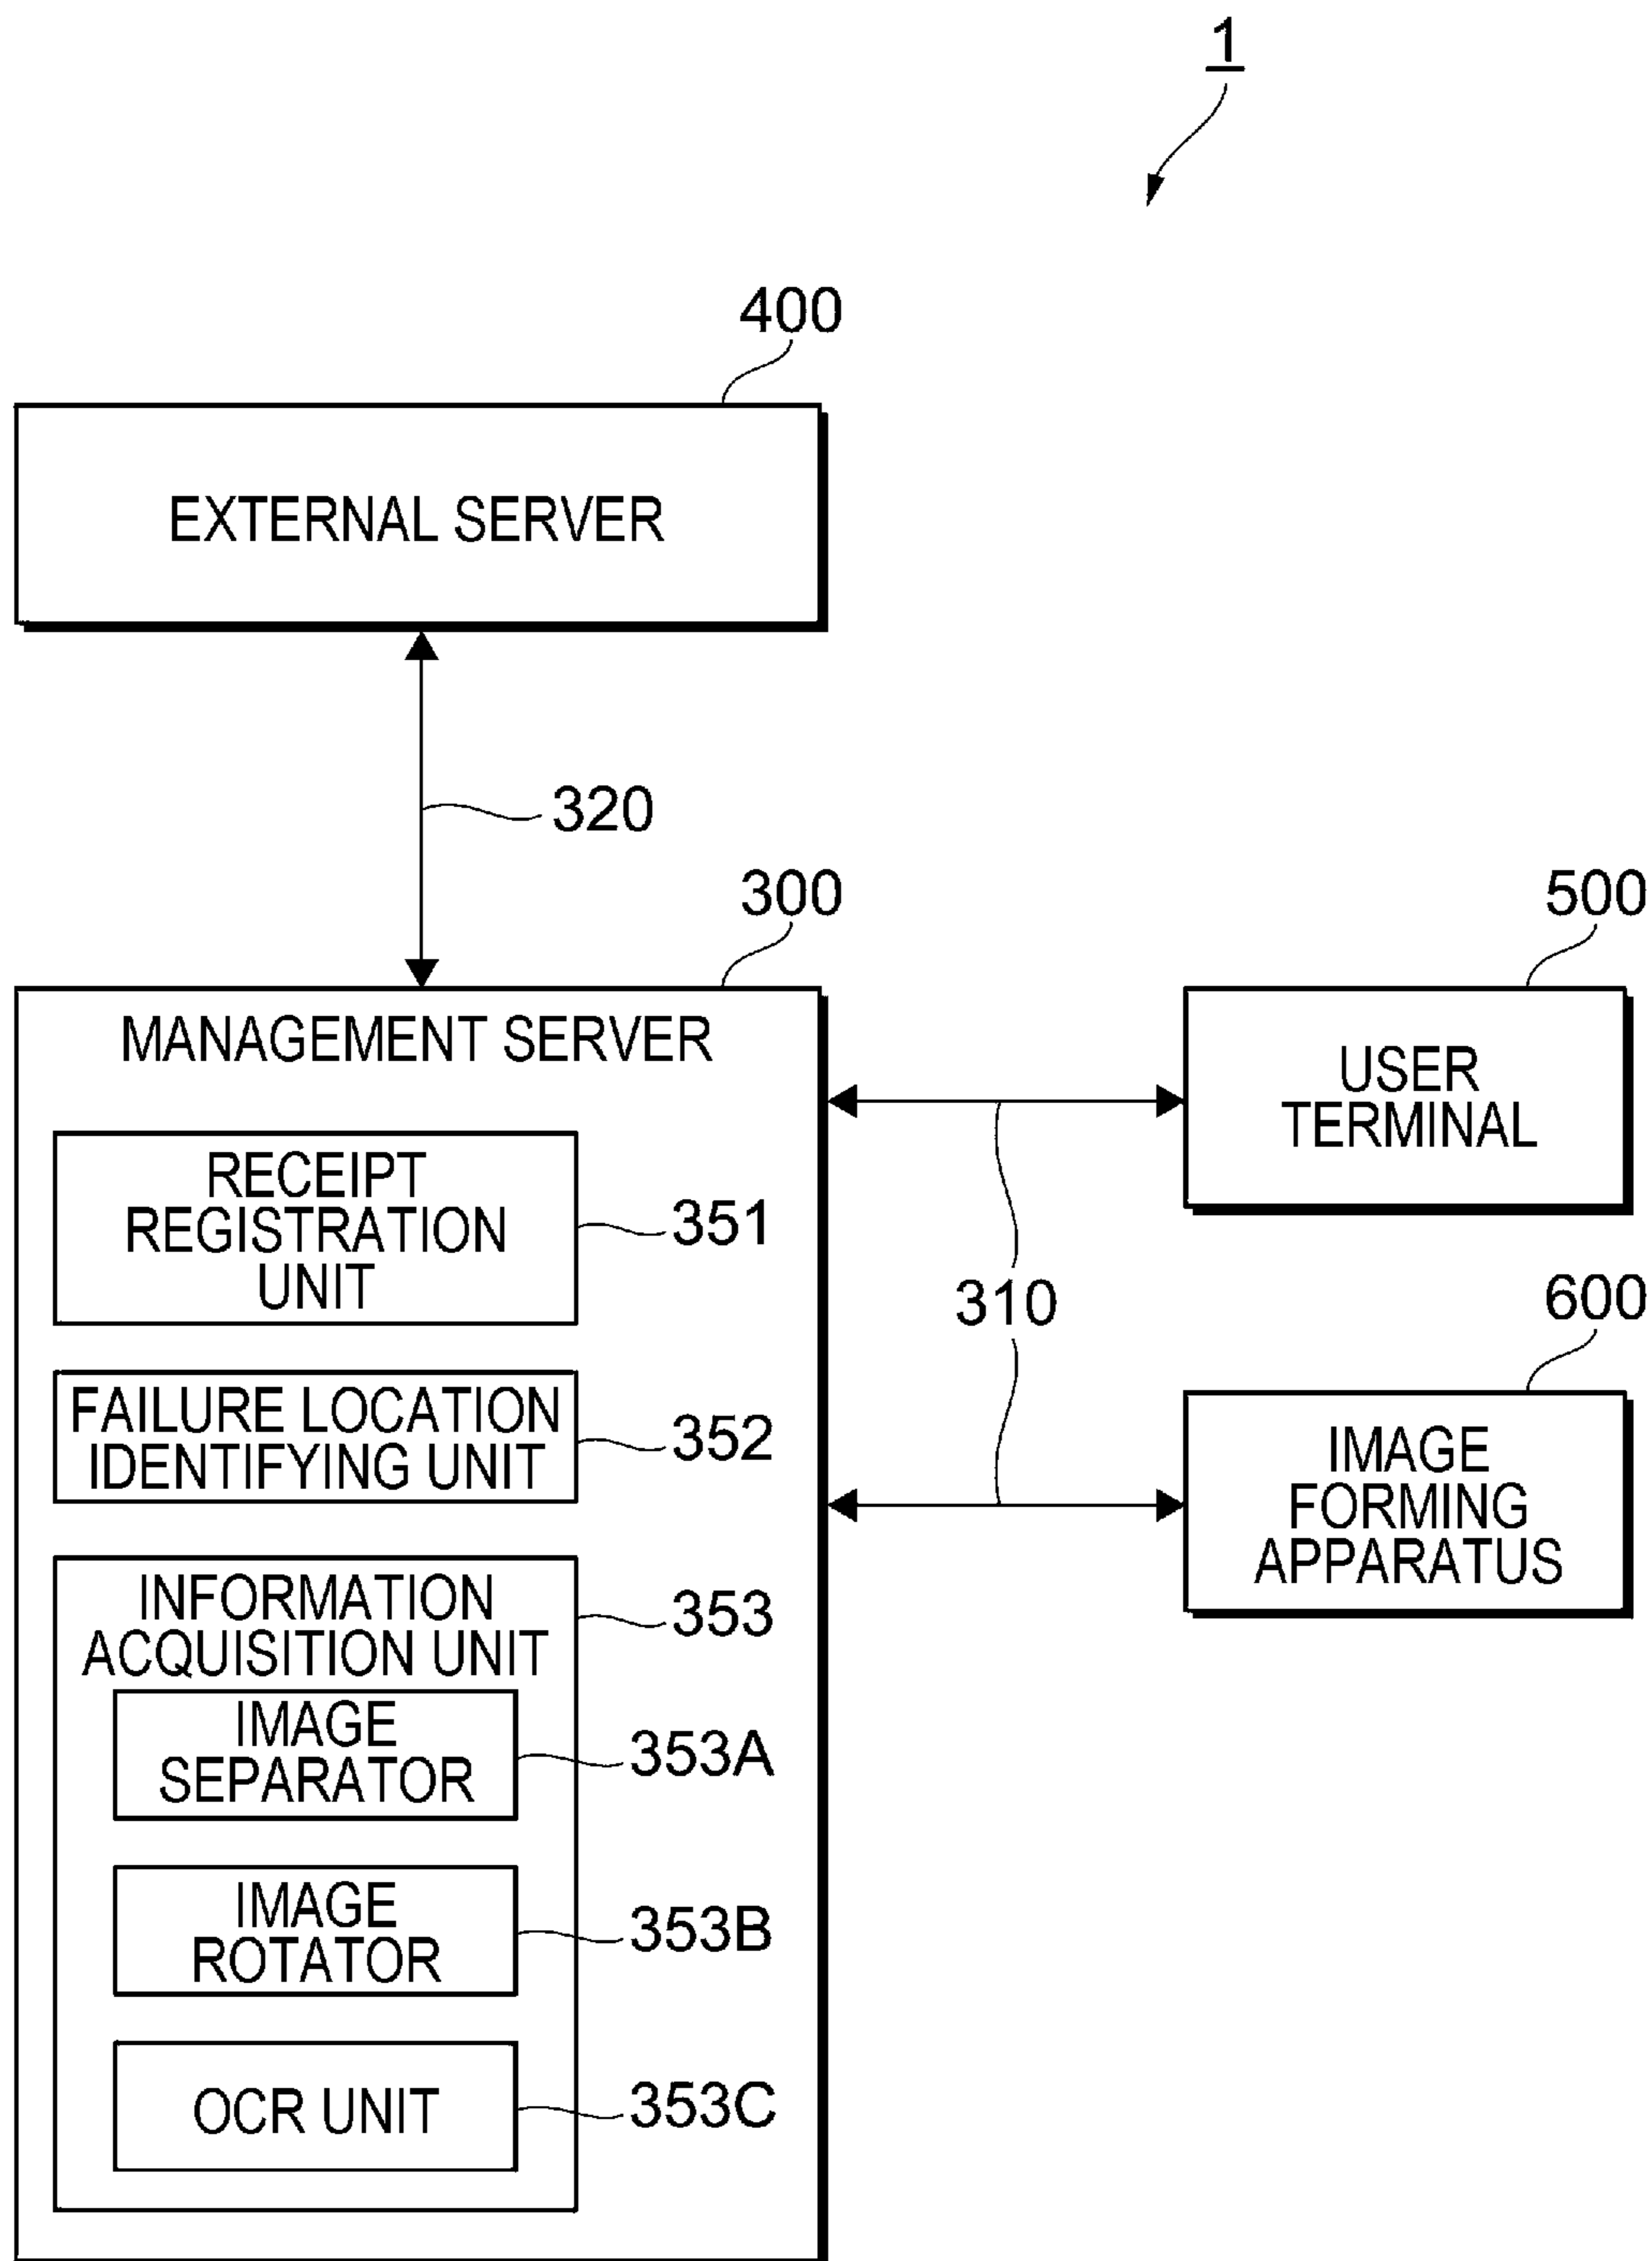 1
400
EXTERNAL SERVER
320
300
MANAGEMENT SERVER
RECEIPT
REGISTRATION
UNIT
351
FAILURE LOCATION
IDENTIFYING UNIT
352
INFORMATION
ACQUISITION UNIT
353
IMAGE
SEPARATOR
353A
IMAGE
ROTATOR
353B
OCR UNIT
353C
310
500
USER
TERMINAL
600
IMAGE
FORMING
APPARATUS